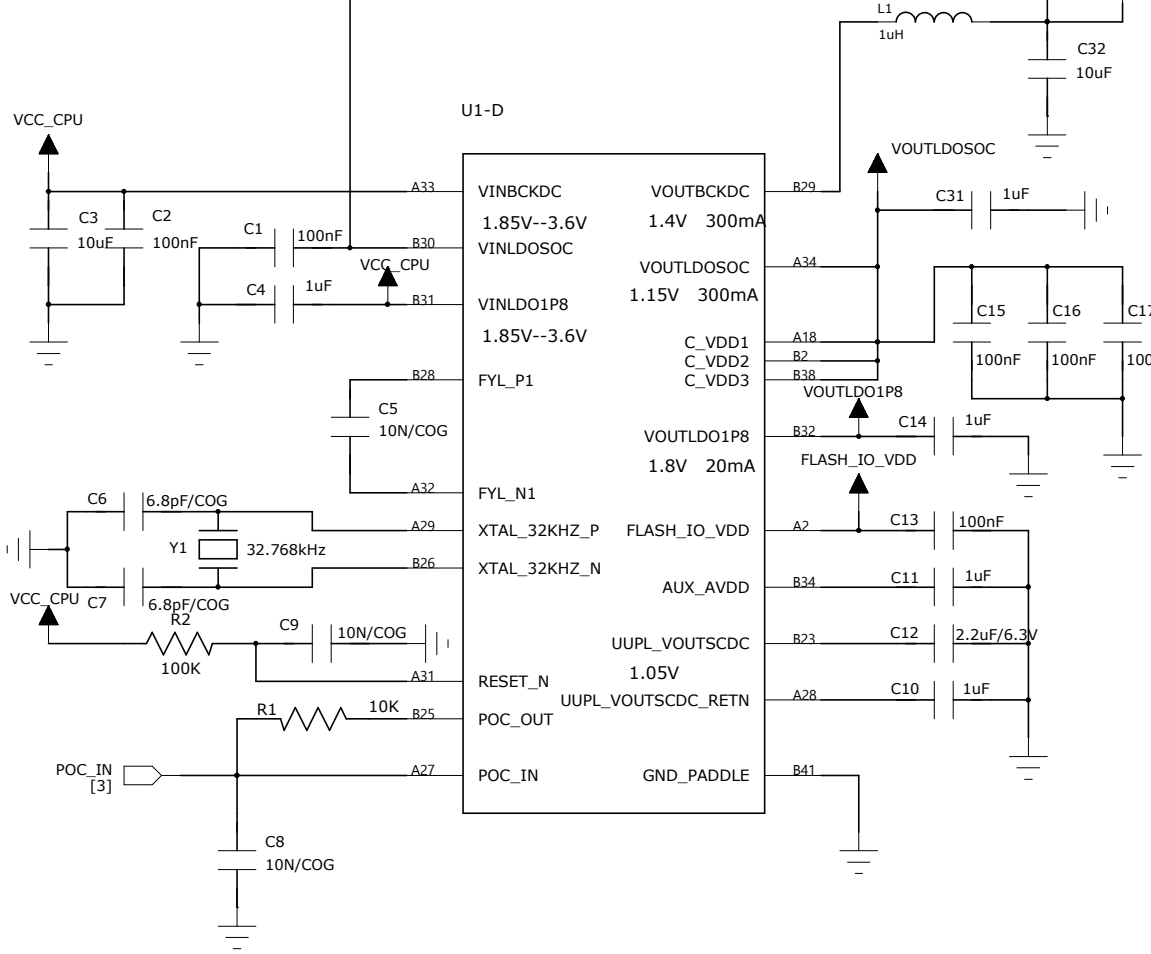 L1
1uH
C32
10uF
U1-D
VCC_CPU
VOUTLDOSOC
A33
VINBCKDC
VOUTBCKDC
B29
C31
1uF
C3
10uF
C2
100nF
1.85V--3.6V
1.4V 300mA
C1
100nF
B30
VINLDOSOC
VCC_CPU
VOUTLDOSOC
A34
C4
1uF
B31
VINLDO1P8
1.15V 300mA
1.85V--3.6V
C15
C16
C17
C_VDD1
A18
C_VDD2
B2
C_VDD3
B38
100nF
100nF
100
B28
FYL_P1
VOUTLDO1P8
C5
10N/COG
VOUTLDO1P8
B32
C14
1uF
1.8V 20mA
FLASH_IO_VDD
A32
FYL_N1
C6
6.8pF/COG
A29
XTAL_32KHZ_P
FLASH_IO_VDD
A2
C13
100nF
Y1
32.768kHz
B26
XTAL_32KHZ_N
AUX_AVDD
B34
C11
1uF
VCC_CPU
C7
6.8pF/COG
R2
100K
C9
10N/COG
UUPL_VOUTSCDC
B23
C12
2.2uF/6.3V
1.05V
A31
RESET_N
UUPL_VOUTSCDC_RETN
A28
C10
1uF
R1
10K
B25
POC_OUT
POC_IN
[3]
A27
POC_IN
GND_PADDLE
B41
C8
10N/COG